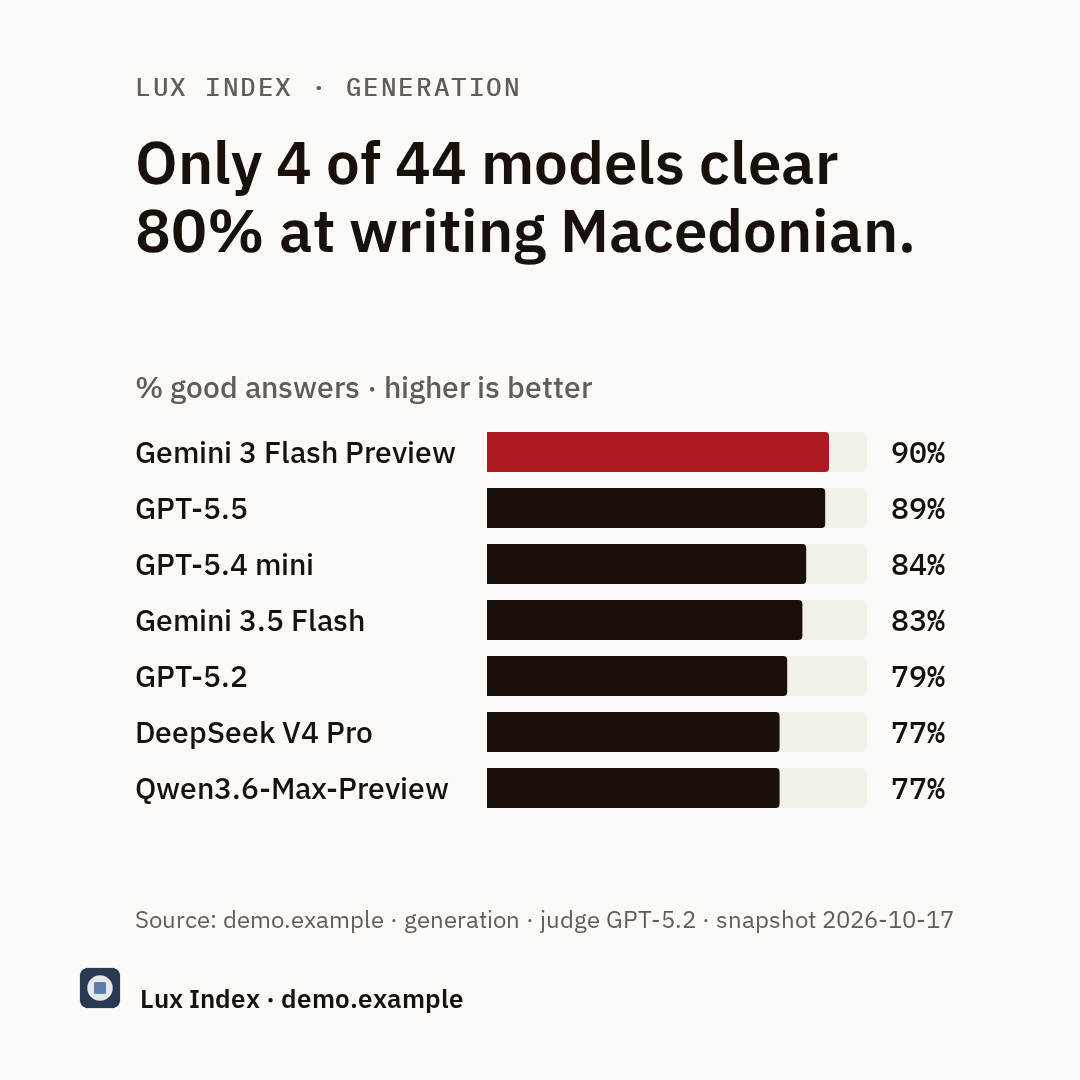 LUX INDEX · GENERATION
Only 4 of 44 models clear
80% at writing Macedonian.
% good answers · higher is better
Gemini 3 Flash Preview 90%
GPT-5.5 89%
GPT-5.4 mini 84%
Gemini 3.5 Flash 83%
GPT-5.2 79%
DeepSeek V4 Pro 77%
Qwen3.6-Max-Preview 77%
Source: demo.example · generation · judge GPT-5.2 · snapshot 2026-10-17
Lux Index · demo.example